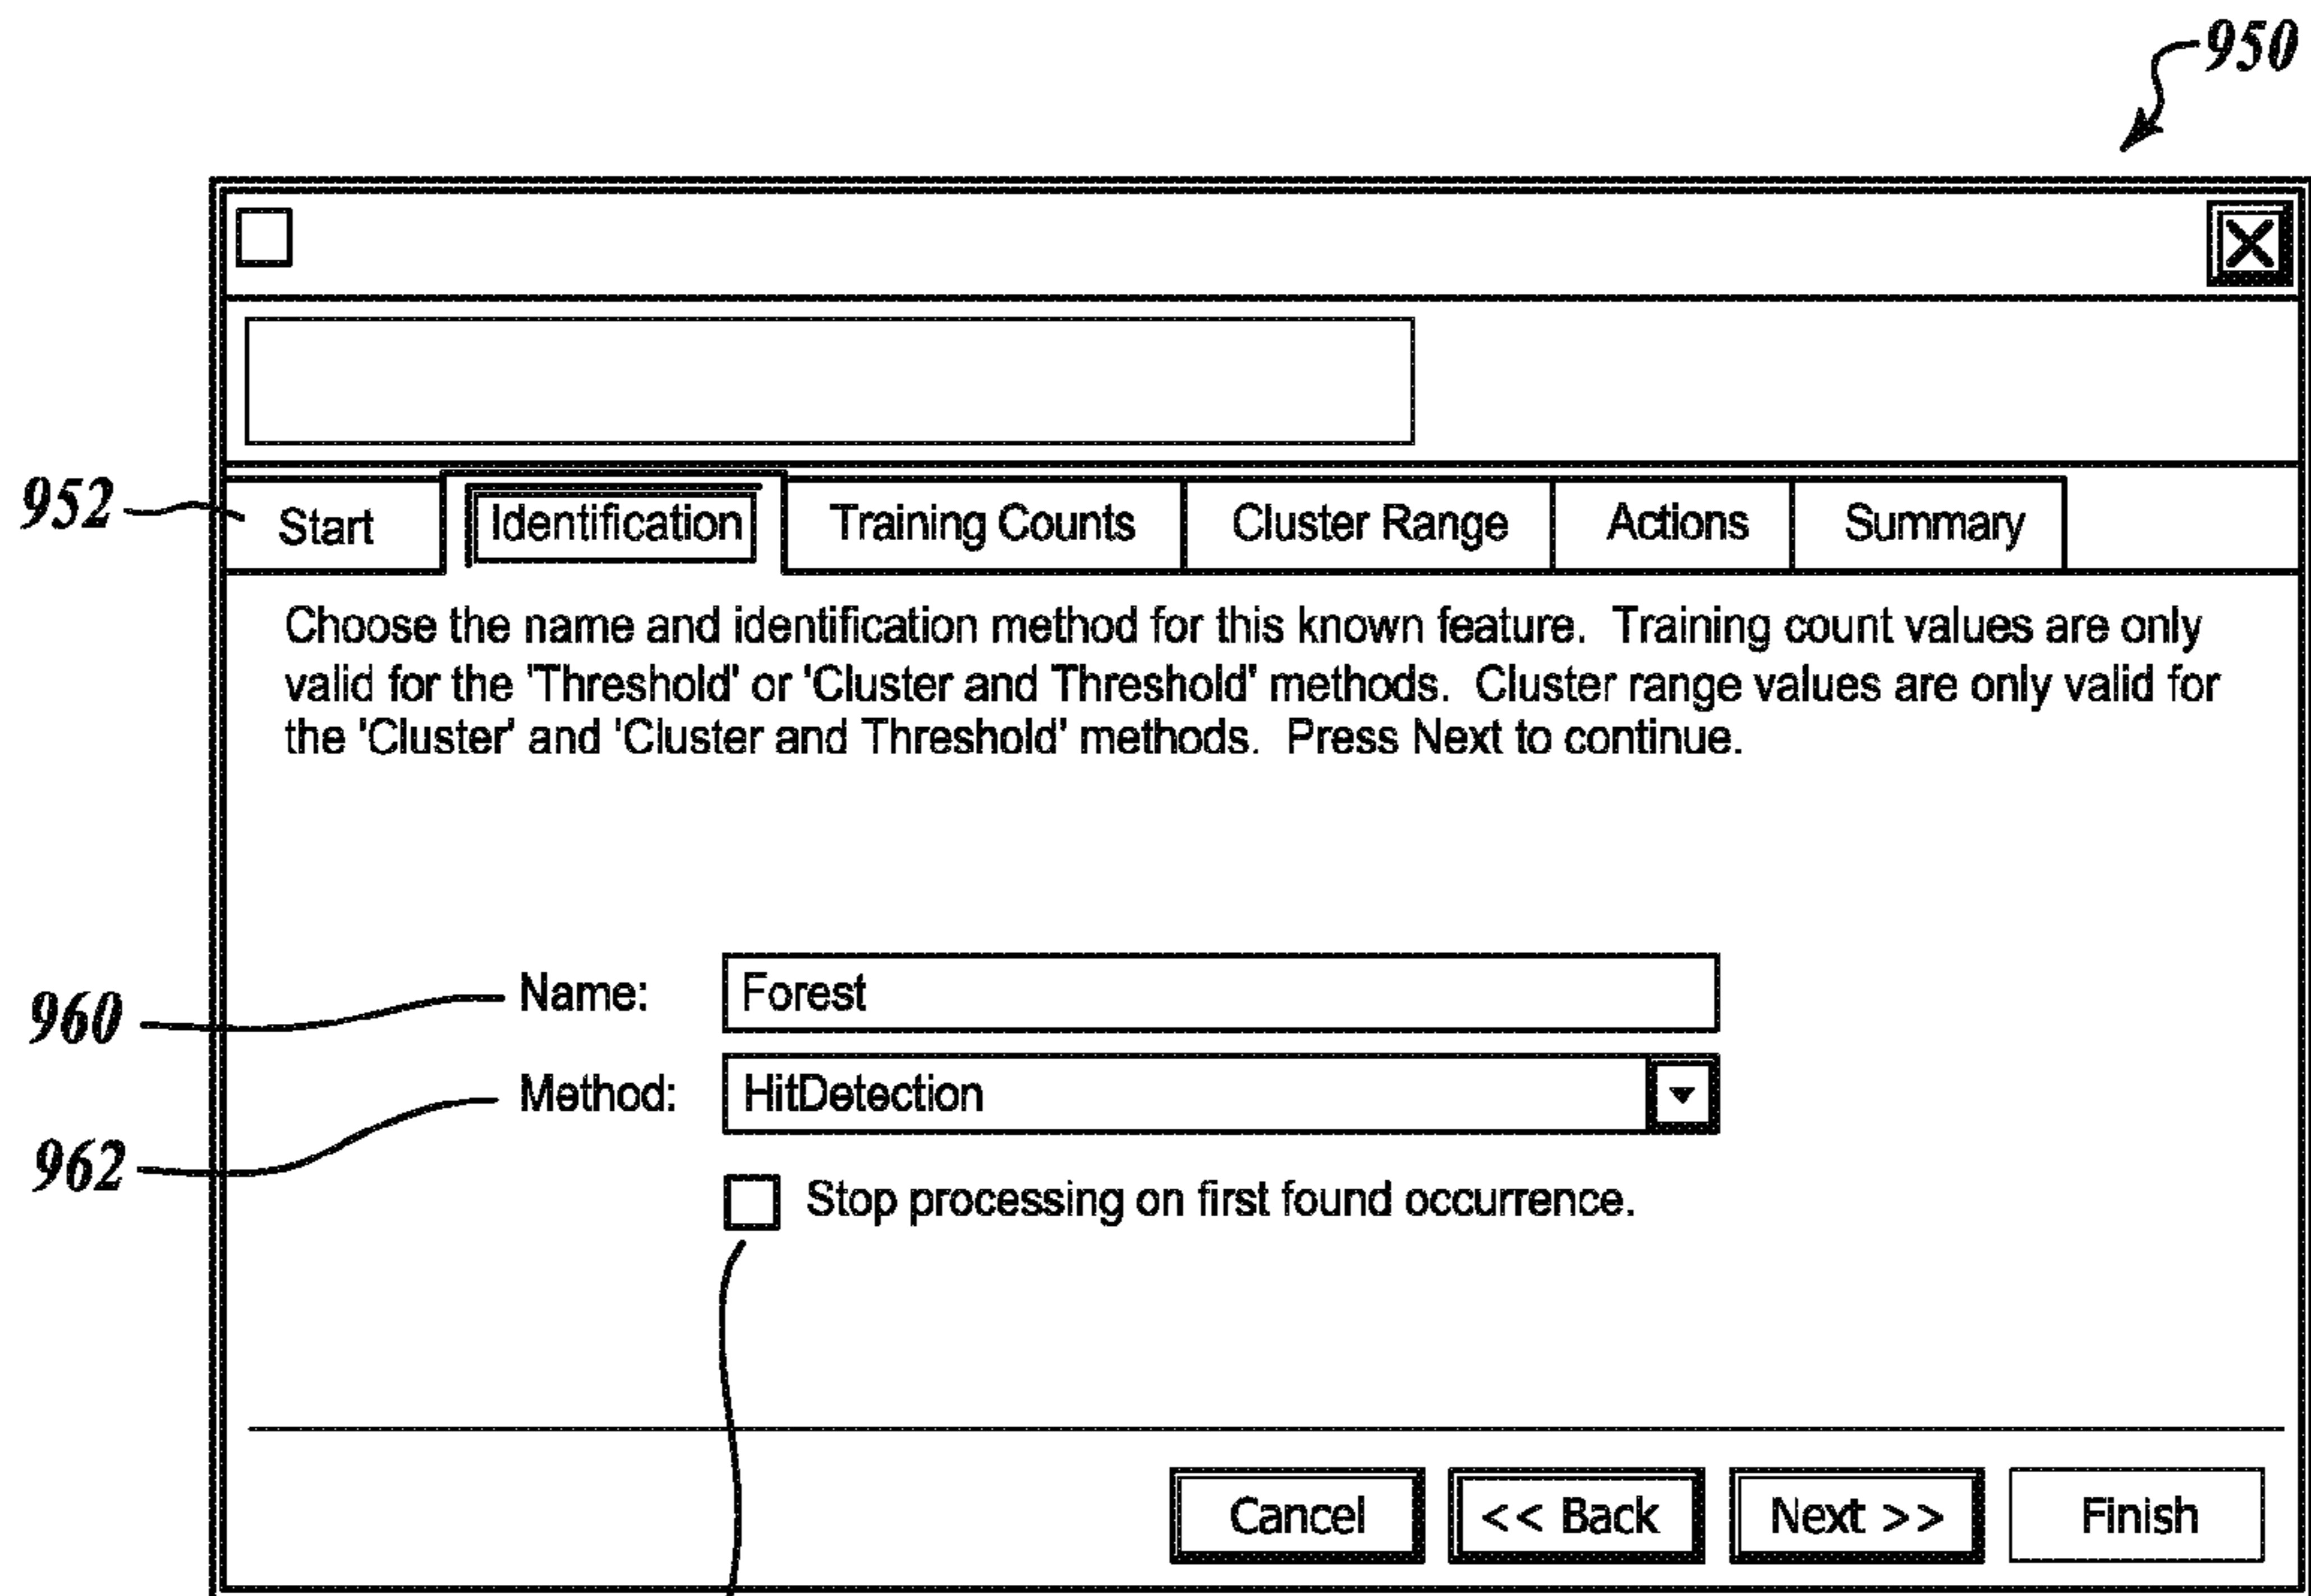 950
952
Start Identification Training Counts Cluster Range Actions Summary
Choose the name and identification method for this known feature. Training count values are only
valid for the 'Threshold' or 'Cluster and Threshold' methods. Cluster range values are only valid for
the 'Cluster' and 'Cluster and Threshold' methods. Press Next to continue.
960
Name: Forest
962
Method: HitDetection
Stop processing on first found occurrence.
Cancel << Back Next >> Finish